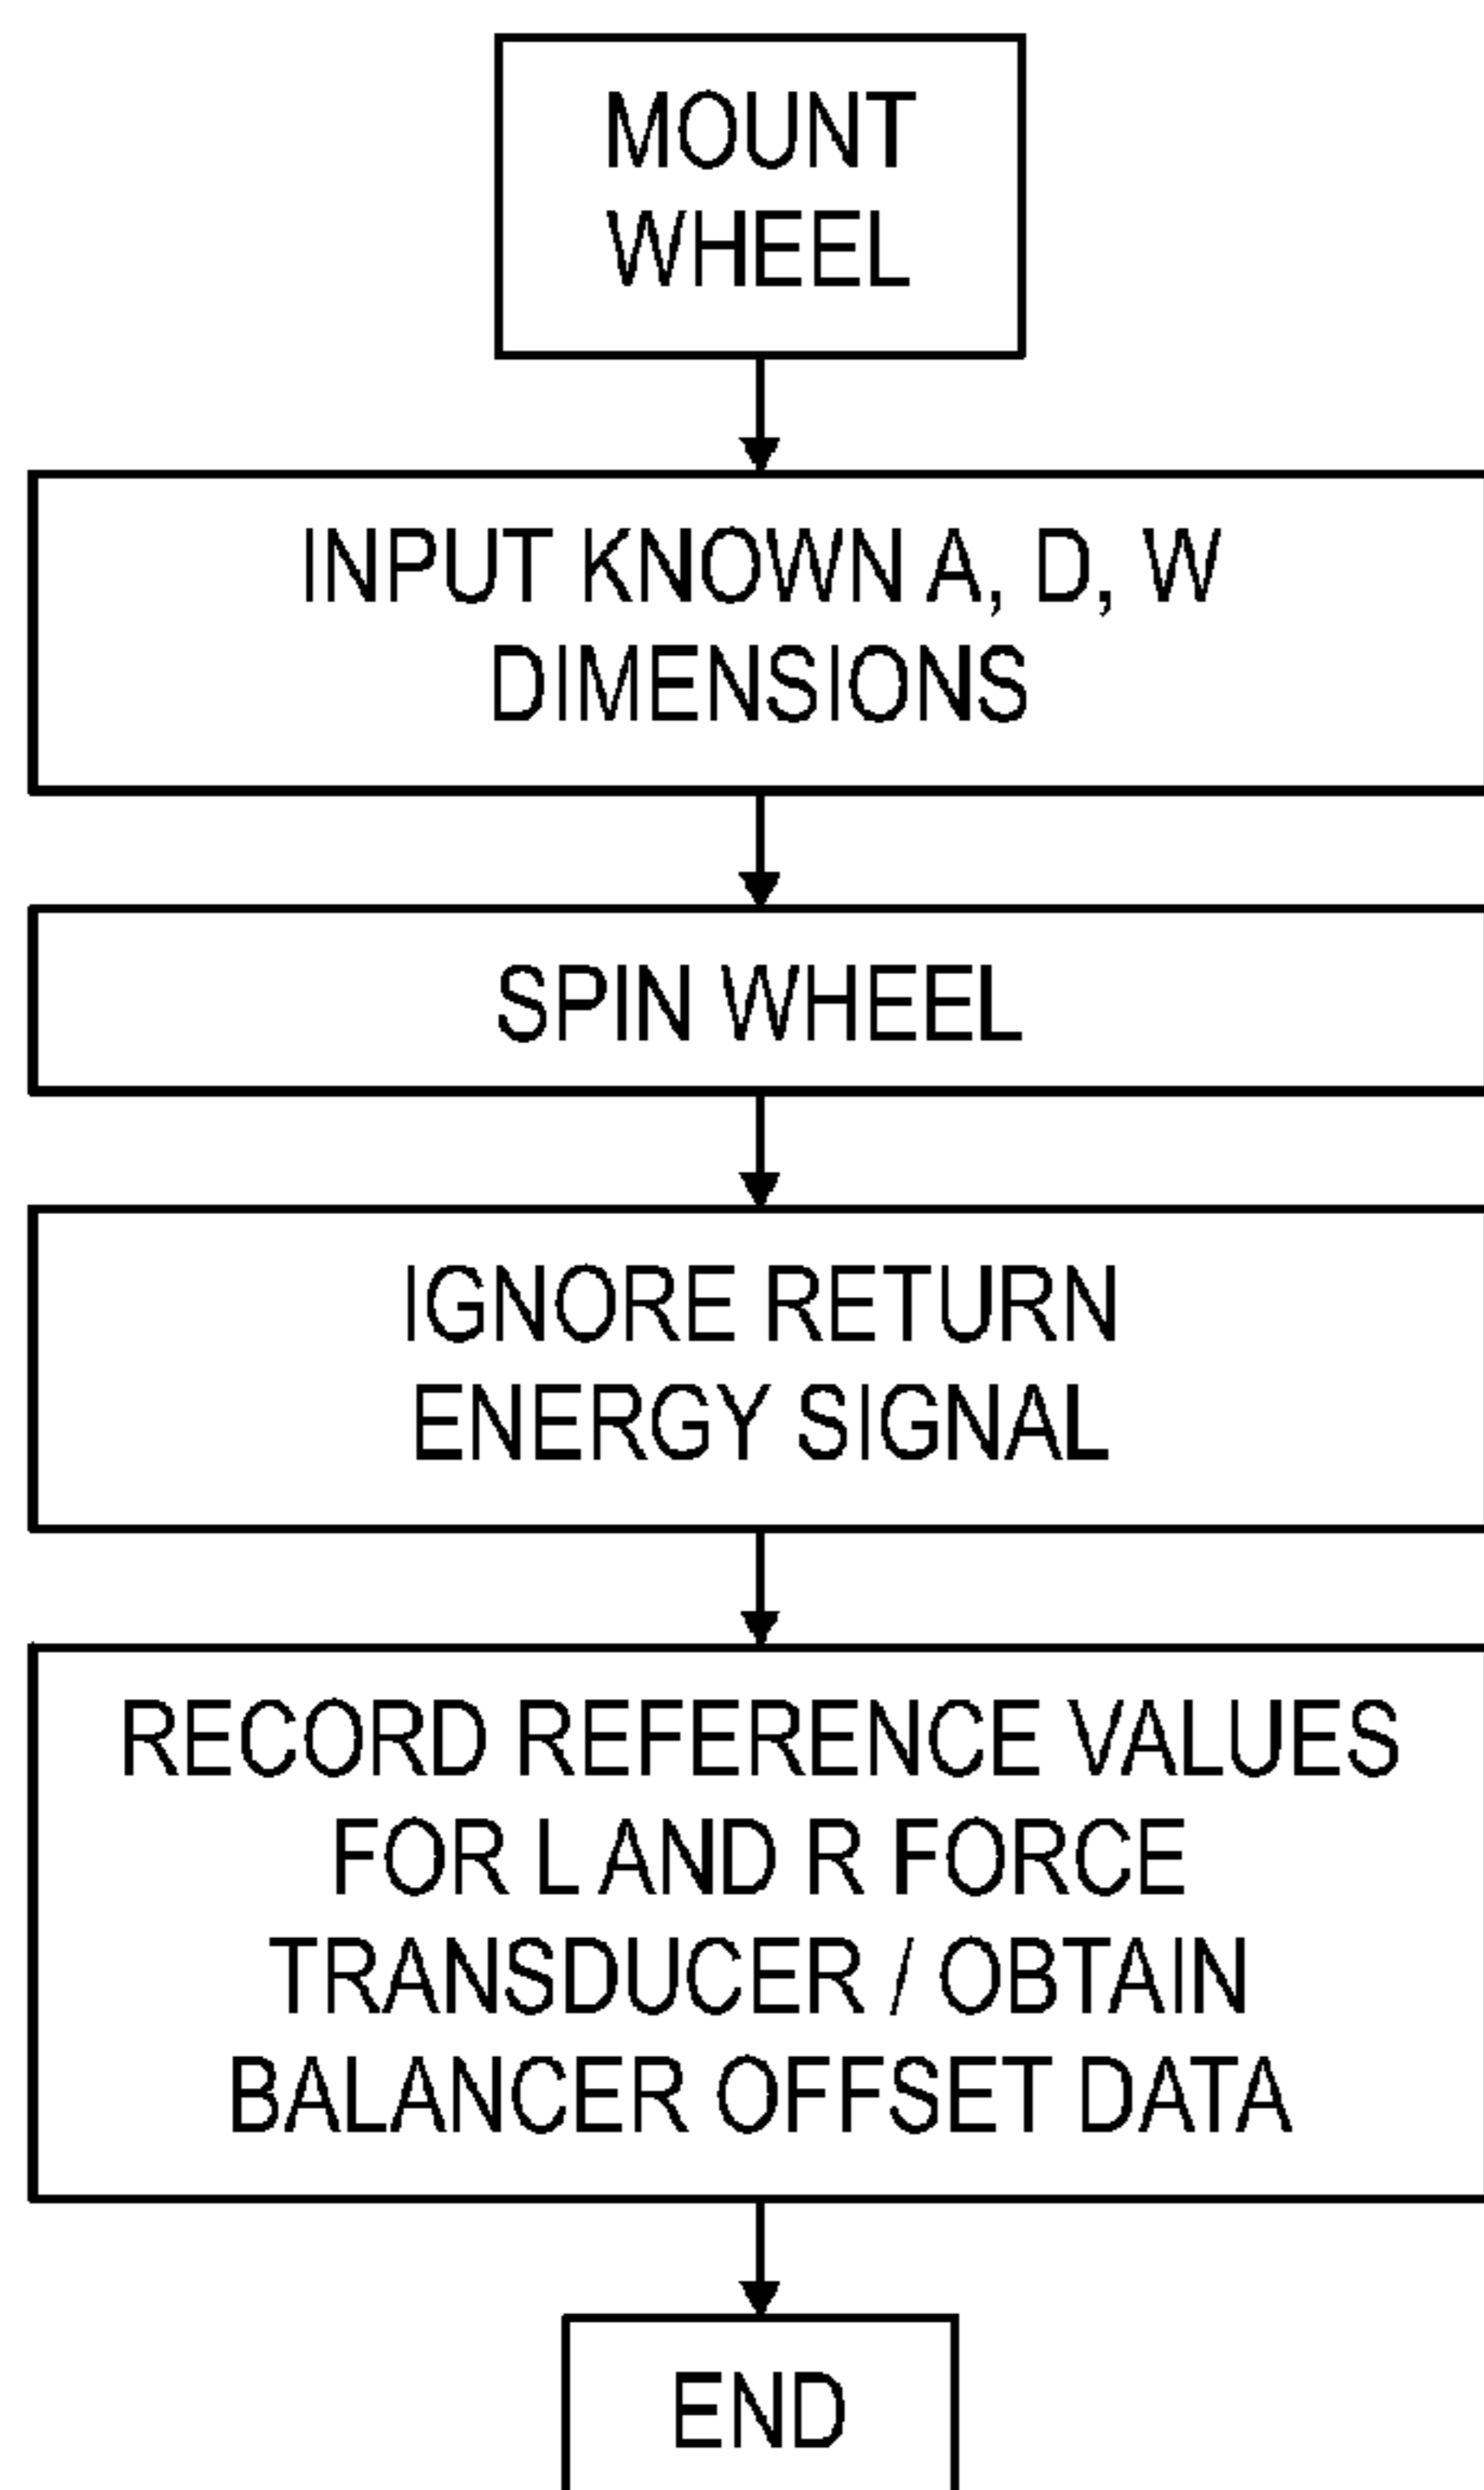 MOUNT
WHEEL
INPUT KNOWN A, D, W
DIMENSIONS
SPIN WHEEL
IGNORE RETURN
ENERGY SIGNAL
RECORD REFERENCE VALUES
FOR L AND R FORCE
TRANSDUCER / OBTAIN
BALANCER OFFSET DATA
END